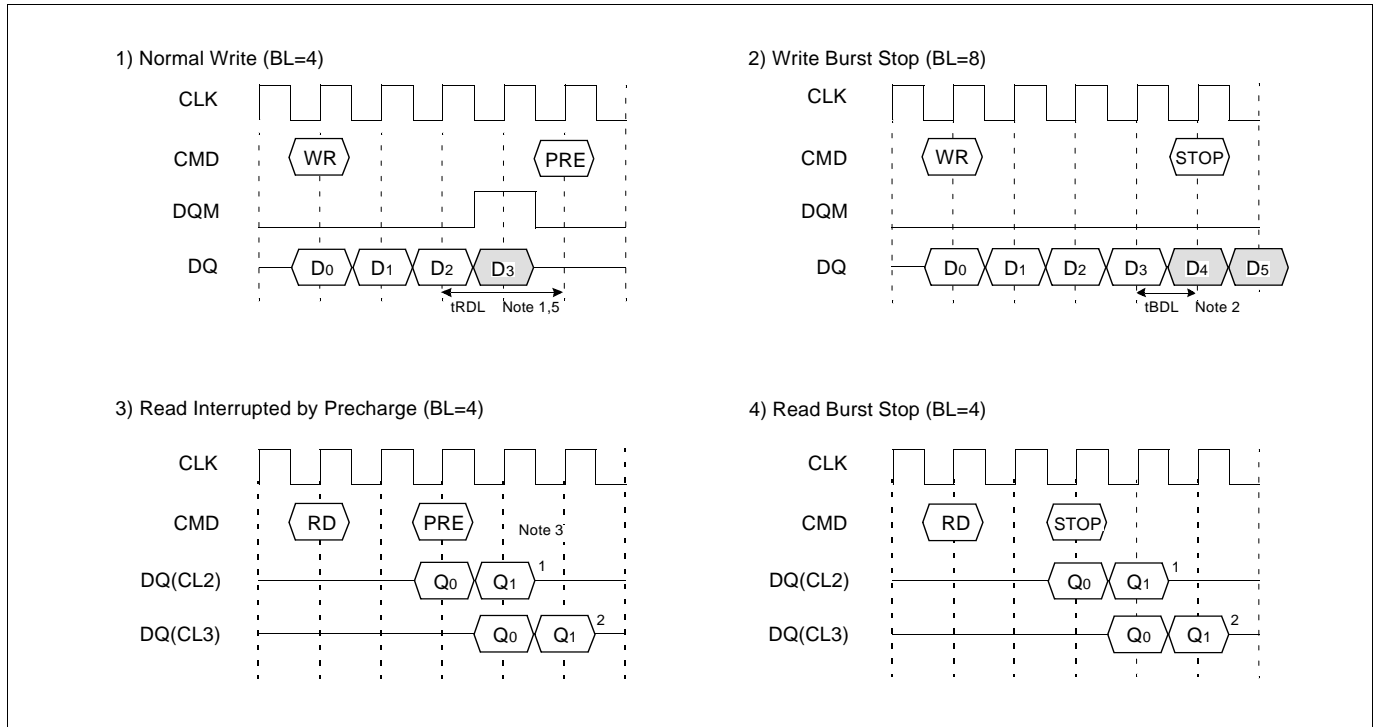 1) Normal Write (BL=4)
CLK
CMD
WR
PRE
DQM
DQ
D0
D1
D2
D3
tRDL
Note 1,5
2) Write Burst Stop (BL=8)
CLK
CMD
WR
STOP
DQM
DQ
D0
D1
D2
D3
D4
D5
tBDL
Note 2
3) Read Interrupted by Precharge (BL=4)
CLK
CMD
RD
PRE
Note 3
DQ(CL2)
Q0
Q1
1
DQ(CL3)
Q0
Q1
2
4) Read Burst Stop (BL=4)
CLK
CMD
RD
STOP
DQ(CL2)
Q0
Q1
1
DQ(CL3)
Q0
Q1
2